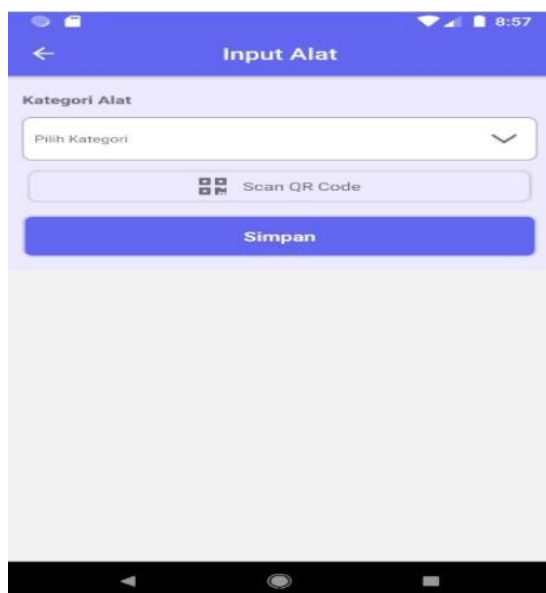 8:57
Input Alat
Kategori Alat
Pilih Kategori
Scan QR Code
Simpan